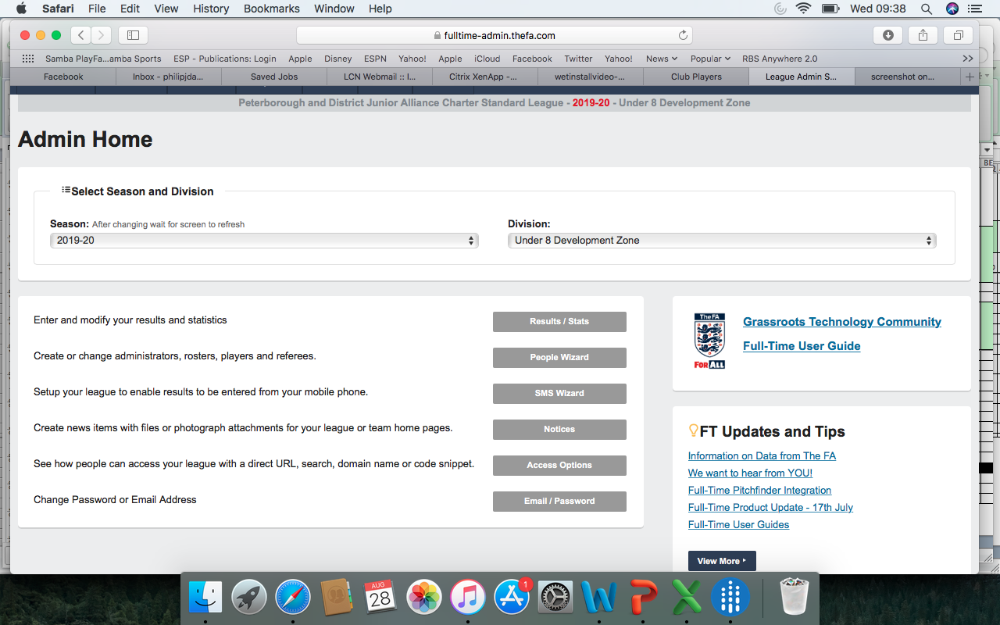 Safari File Edit View History Bookmarks Window Help Wed 09:38
fulltime-admin.thefa.com
Samba PlayFa...amba Sports ESP - Publications: Login Apple Disney ESPN Yahoo! Apple iCloud Facebook Twitter Yahoo! News Popular RBS Anywhere 2.0 >>
Facebook Inbox - philipjda... Saved Jobs LCN Webmail :: I... Citrix XenApp -... wetinstallvideo-... Club Players League Admin S... screenshot on...
Peterborough and District Junior Alliance Charter Standard League - 2019-20 - Under 8 Development Zone
Admin Home
BE
Select Season and Division
Season: After changing wait for screen to refresh
2019-20
Division:
Under 8 Development Zone
Enter and modify your results and statistics
Results / Stats
Create or change administrators, rosters, players and referees.
People Wizard
Setup your league to enable results to be entered from your mobile phone.
SMS Wizard
Create news items with files or photograph attachments for your league or team home pages.
Notices
See how people can access your league with a direct URL, search, domain name or code snippet.
Access Options
Change Password or Email Address
Email / Password
The FA
FOR ALL
Grassroots Technology Community
Full-Time User Guide
FT Updates and Tips
Information on Data from The FA
We want to hear from YOU!
Full-Time Pitchfinder Integration
Full-Time Product Update - 17th July
Full-Time User Guides
View More
AUG
28
1